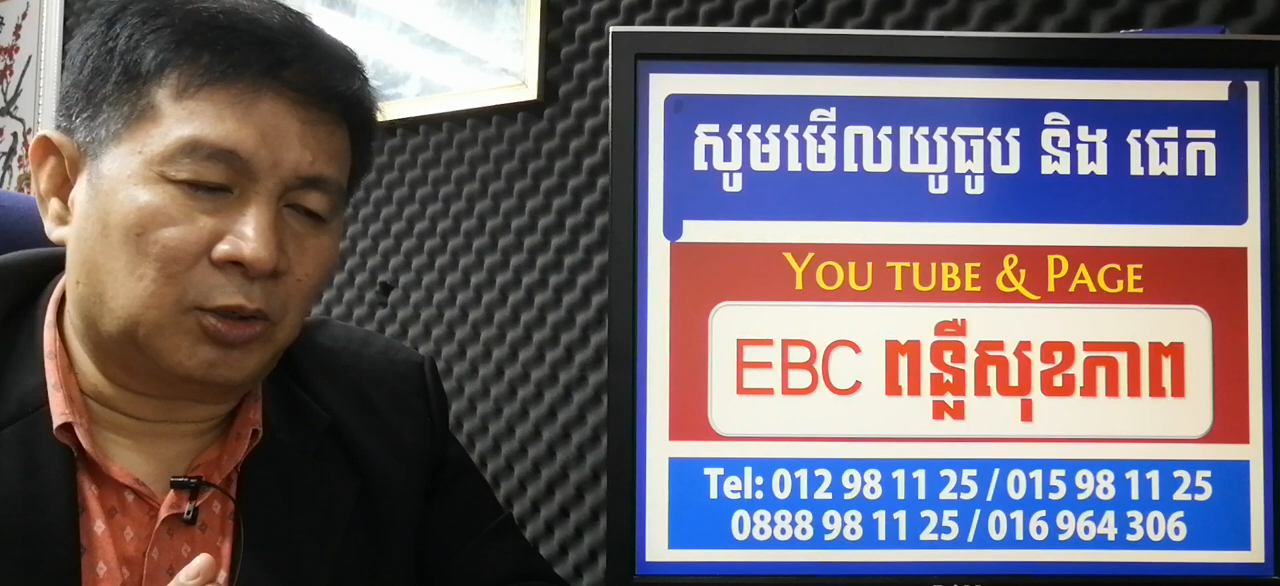 សូមមើលយូធូប និង ផេក
YOU TUBE & PAGE
EBC ពន្លឺសុខភាព
Tel: 012 98 11 25 / 015 98 11 25
0888 98 11 25 / 016 964 306